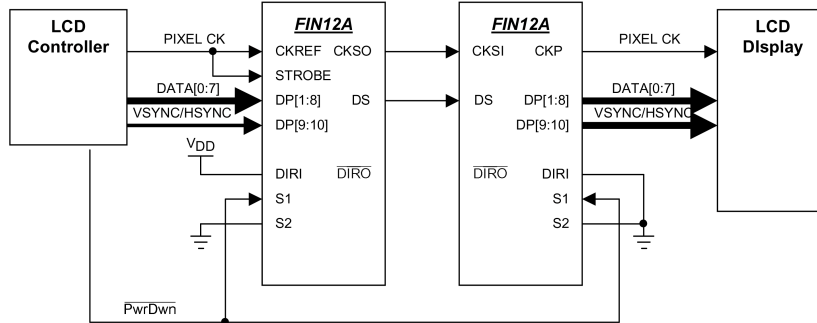 LCD
Controller
PIXEL CK
DATA[0:7]
VSYNC/HSYNC
VDD
PwrDwn
FIN12A
CKREF CKSO
STROBE
DP[1:8] DS
DP[9:10]
DIRI DIRO
S1
S2
FIN12A
CKSI CKP
DS DP[1:8]
DP[9:10]
DIRO DIRI
S1
S2
PIXEL CK
DATA[0:7]
VSYNC/HSYNC
LCD
DIsplay